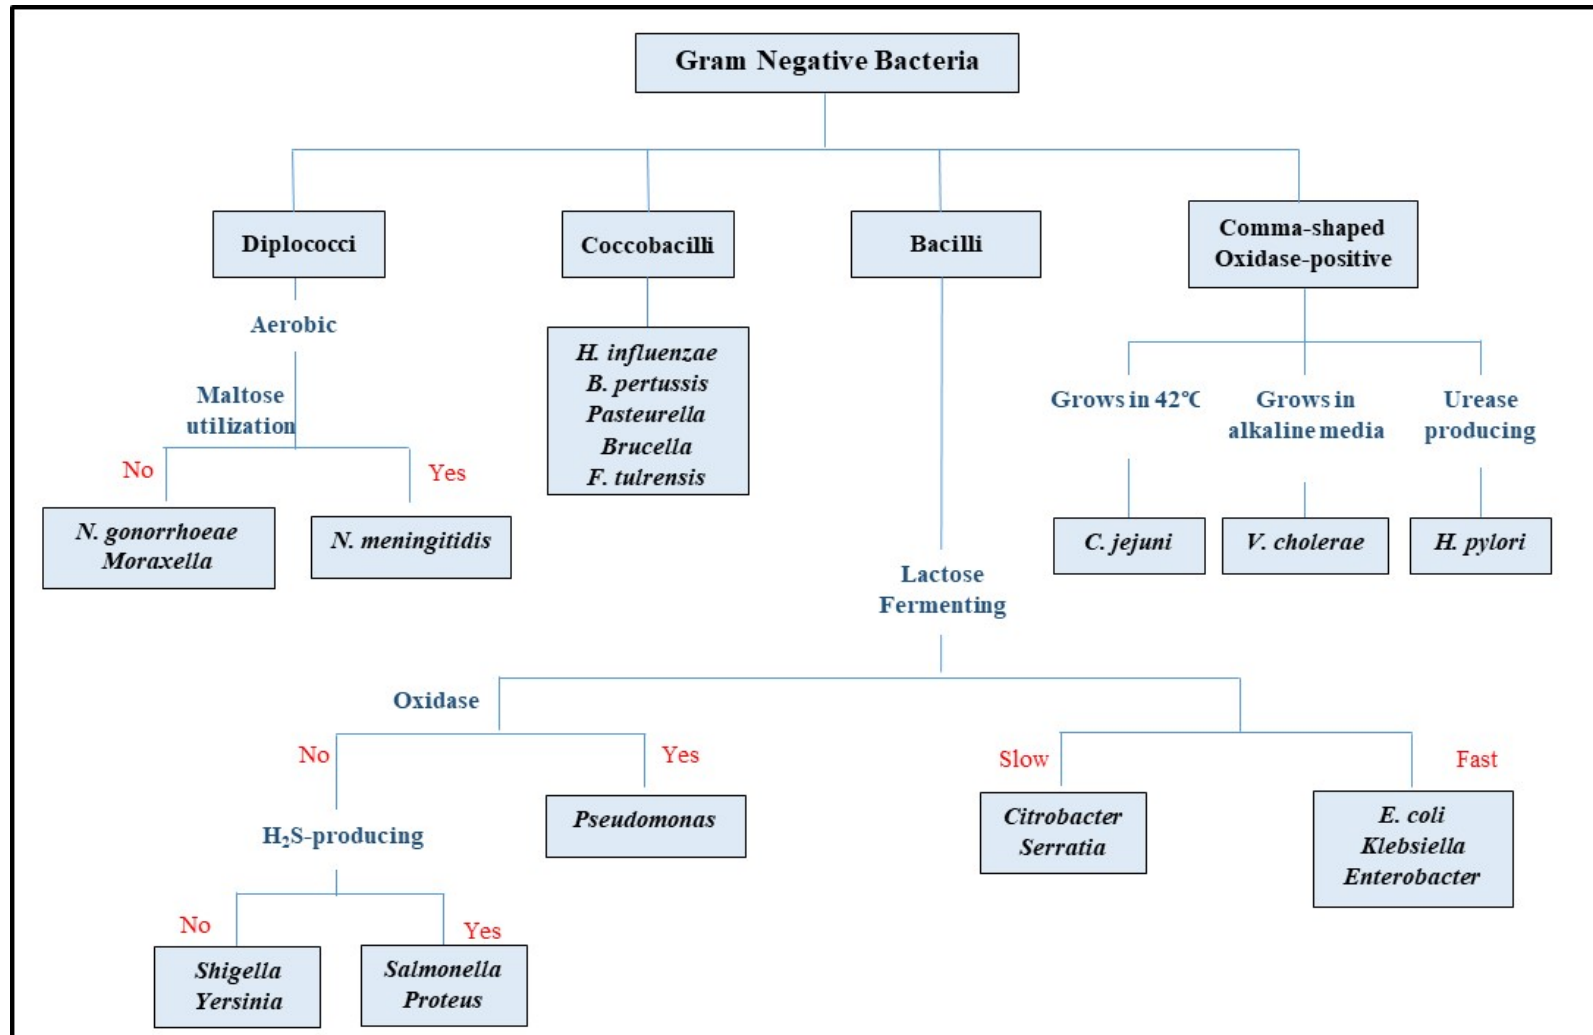 Gram Negative Bacteria
Diplococci
Coccobacilli
Bacilli
Comma-shaped
Oxidase-positive
Aerobic
Maltose
utilization
No
Yes
N. gonorrhoeae
Moraxella
N. meningitidis
H. influenzae
B. pertussis
Pasteurella
Brucella
F. tulrensis
Grows in 42℃
Grows in
alkaline media
Urease
producing
C. jejuni
V. cholerae
H. pylori
Lactose
Fermenting
Oxidase
No
Yes
Slow
Fast
H₂S-producing
Pseudomonas
Citrobacter
Serratia
E. coli
Klebsiella
Enterobacter
No
Yes
Shigella
Yersinia
Salmonella
Proteus